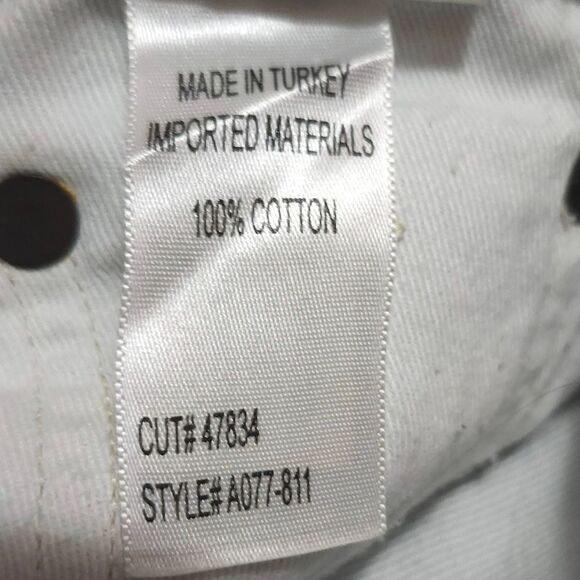 MADE IN TURKEY
IMPORTED MATERIALS
100% COTTON
CUT# 47834
STYLE# A077-811